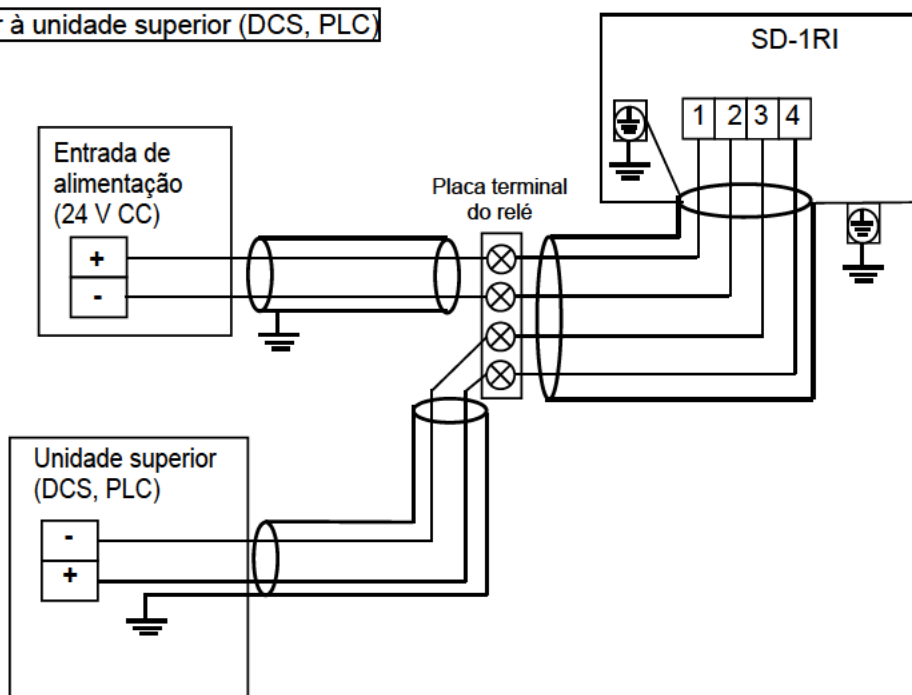 r à unidade superior (DCS, PLC)
SD-1RI
1 2 3 4
Entrada de
alimentação
(24 V CC)
+
-
Placa terminal
do relé
Unidade superior
(DCS, PLC)
-
+